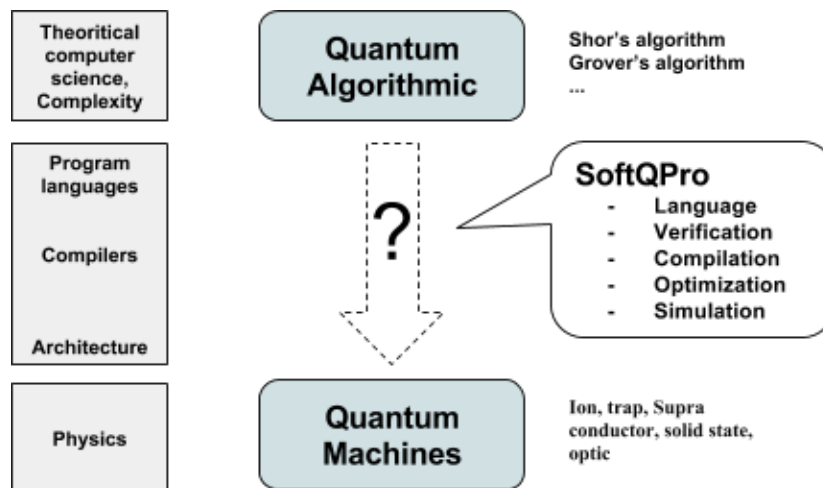 Theoritical
computer
science,
Complexity
Quantum
Algorithmic
Shor's algorithm
Grover's algorithm
...
Program
languages
Compilers
Architecture
?
SoftQPro
- Language
- Verification
- Compilation
- Optimization
- Simulation
Physics
Quantum
Machines
Ion, trap, Supra
conductor, solid state,
optic